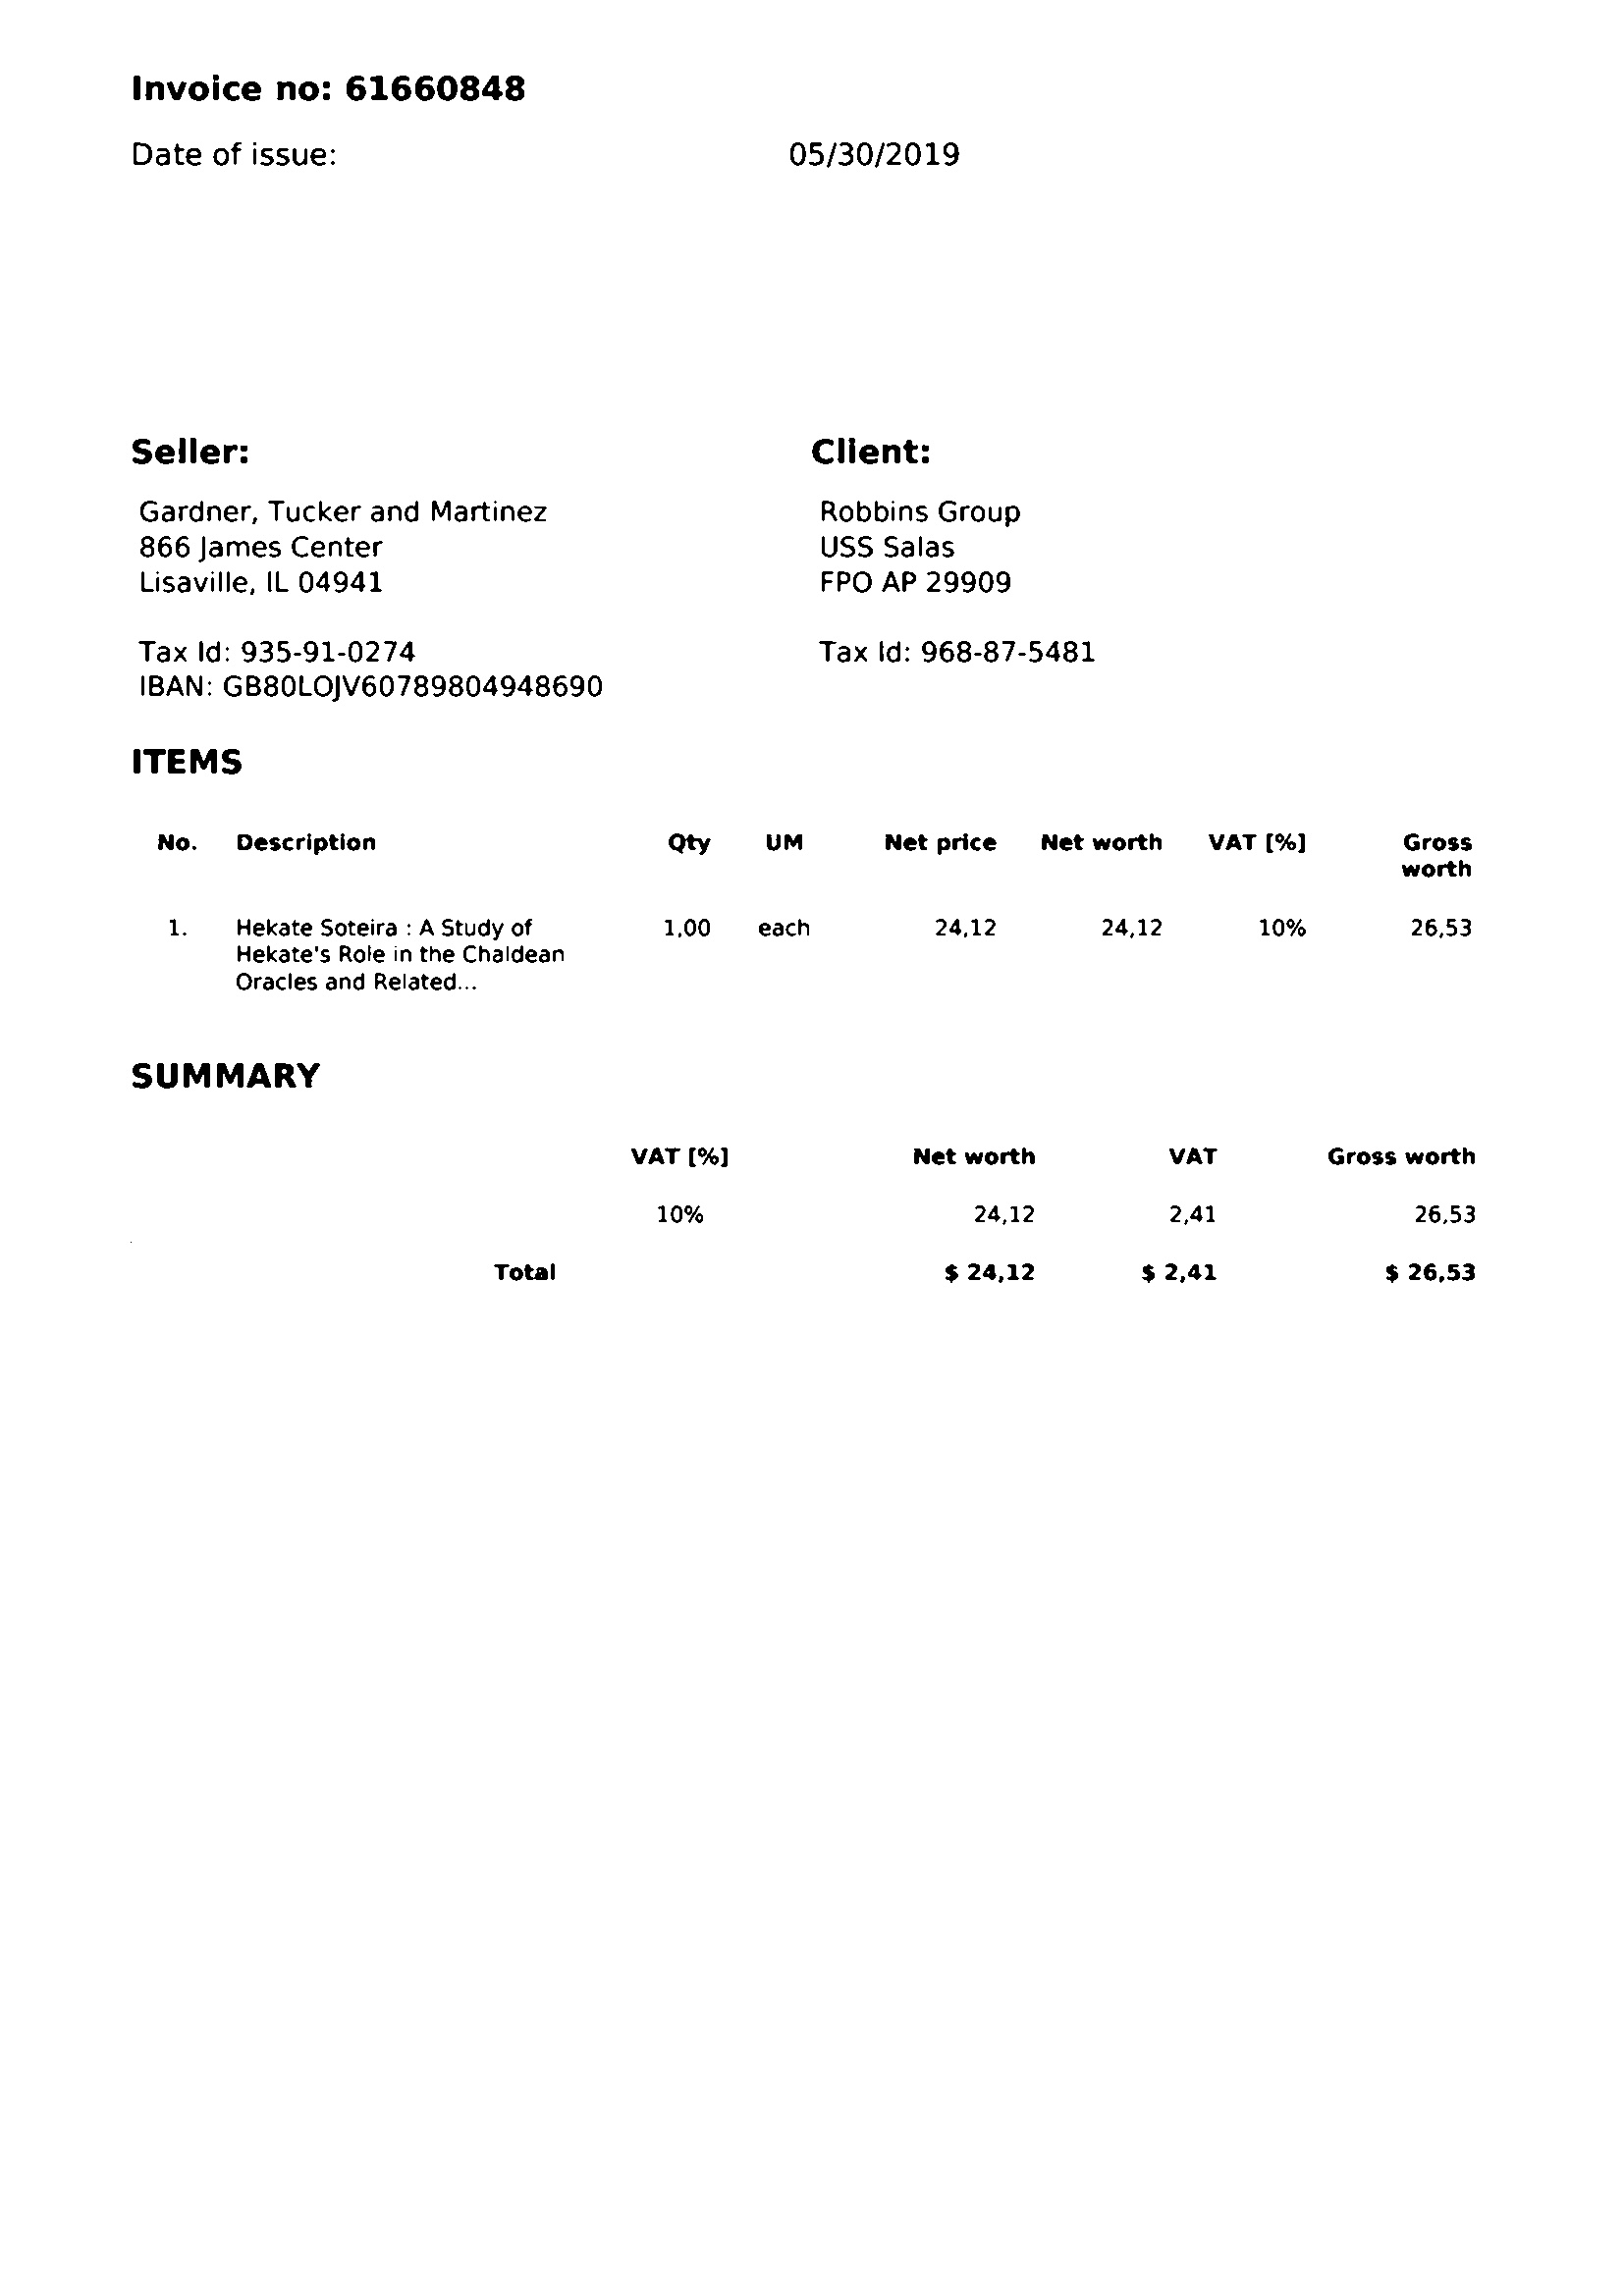 Invoice no: 61660848
Date of issue: 05/30/2019
Seller: Client:
Gardner, Tucker and Martinez Robbins Group
866 James Center USS Salas
Lisaville, IL 04941 FPO AP 29909
Tax Id: 935-91-0274 Tax Id: 968-87-5481
IBAN: GB80LOJV60789804948690
ITEMS
No. Description Qty UM Net price Net worth VAT [%] Gross
worth
1. Hekate Soteira : A Study of 1,00 each 24,12 24,12 10% 26,53
Hekate's Role in the Chaldean
Oracles and Related...
SUMMARY
VAT [%] Net worth VAT Gross worth
10% 24,12 2,41 26,53
Total $ 24,12 $ 2,41 $ 26,53